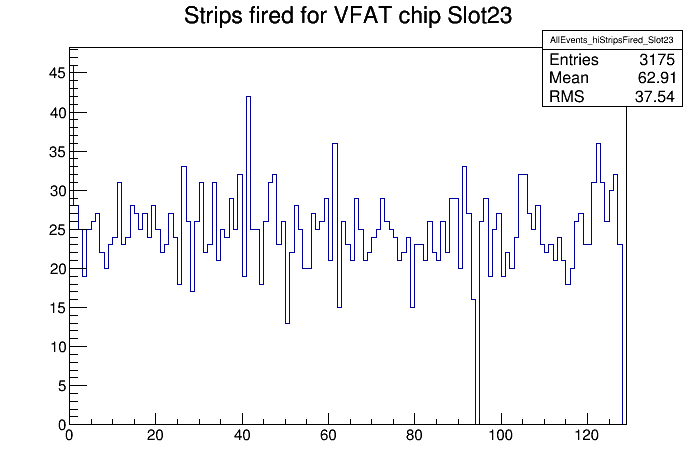 Strips fired for VFAT chip Slot23
AllEvents_hiStripsFired_Slot23
Entries 3175
Mean 62.91
RMS 37.54
45
40
35
30
25
20
15
10
5
0
0 20 40 60 80 100 120